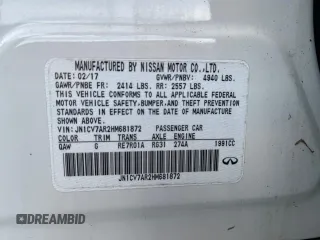 MANUFACTURED BY NISSAN MOTOR CO.,LTD.
DATE: 02/17 GVWR/PNBV: 4940 LBS.
GAWR/PNBE FR: 2414 LBS. RR: 2557 LBS.
THIS VEHICLE CONFORMS TO ALL APPLICABLE FEDERAL
MOTOR VEHICLE SAFETY,BUMPER,AND THEFT PREVENTION
STANDARDS IN EFFECT ON THE DATE OF MANUFACTURE
SHOWN ABOVE.
VIN: JN1CV7AR2HM681872 PASSENGER CAR
COLOR TRIM TRANS AXLE ENGINE
QAW G RE7R01A RG31 274A 1991CC
JN1CV7AR2HM681872
DREAMBID